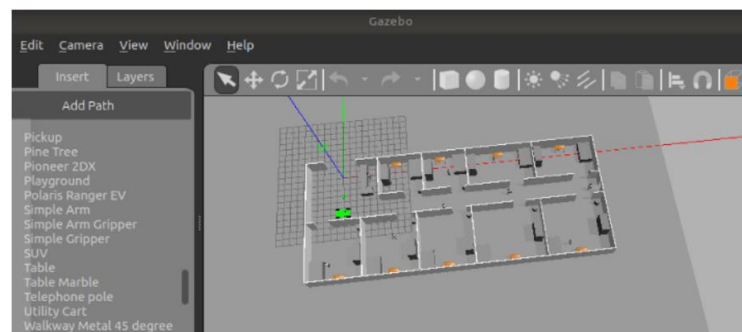 Gazebo
Edit Camera View Window Help
Insert Layers
Add Path
Pickup
Pine Tree
Pioneer 2DX
Playground
Polaris Ranger EV
Simple Arm
Simple Arm Gripper
Simple Gripper
SUV
Table
Table Marble
Telephone pole
Utility Cart
Walkway Metal 45 degree